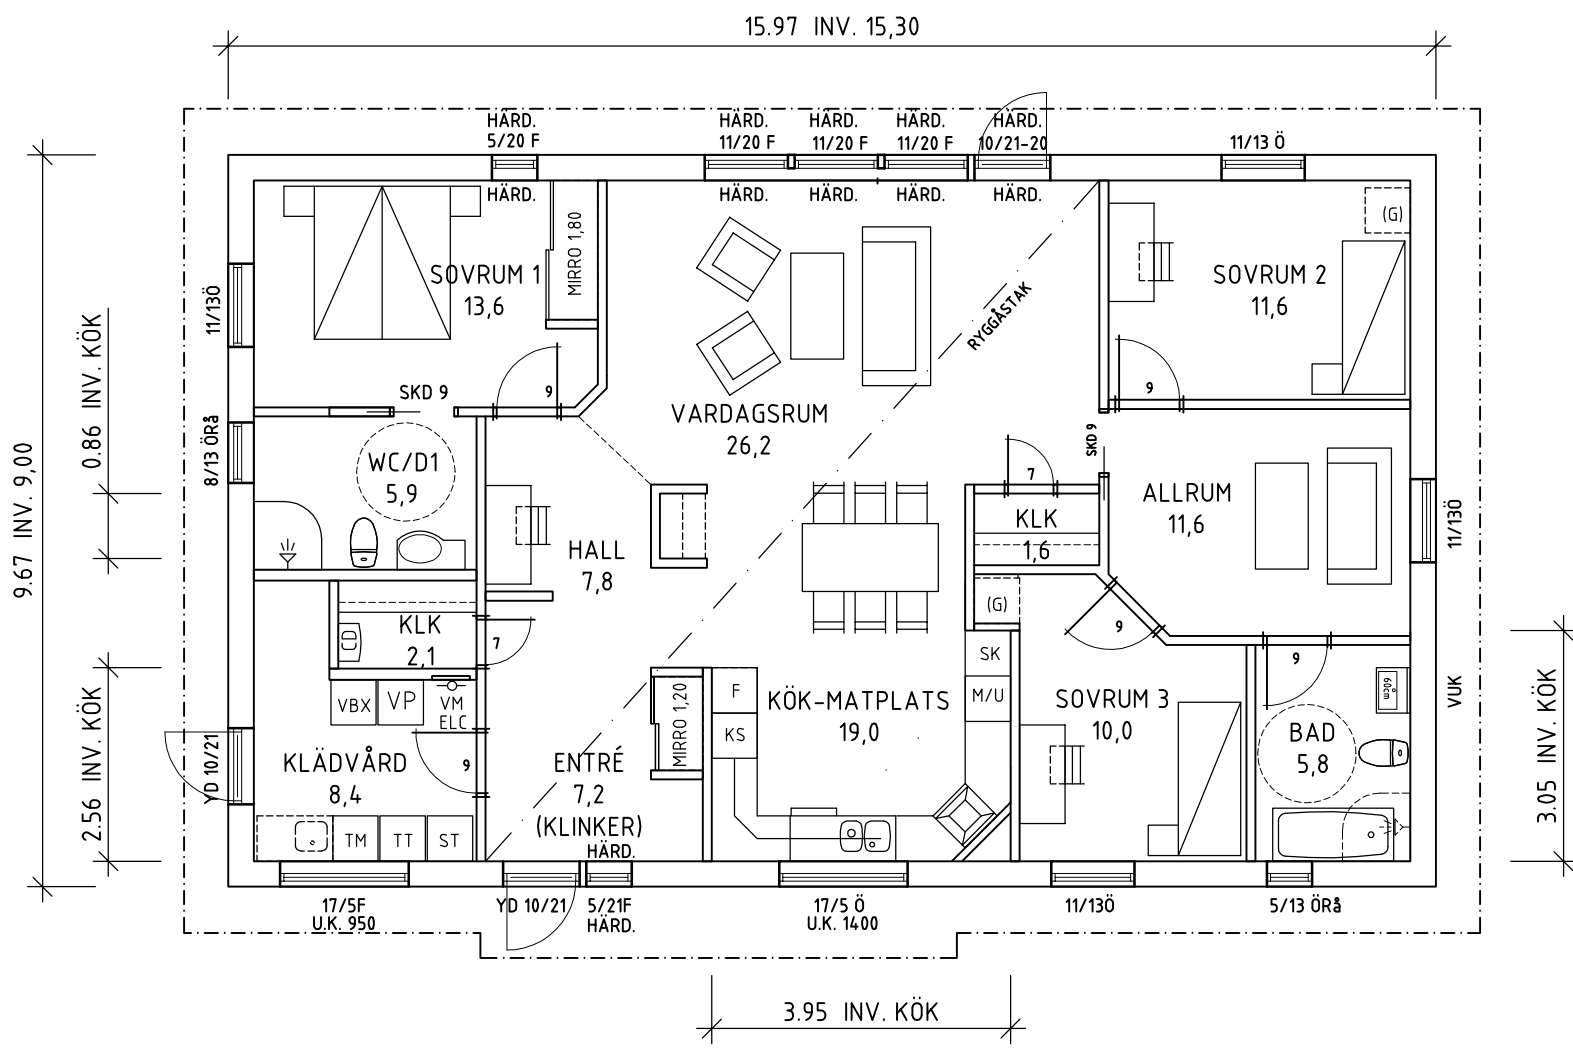 15.97 INV. 15,30
HÄRD.
5/20 F
HÄRD.
11/20 F
HÄRD.
11/20 F
HÄRD.
11/20 F
HÄRD.
10/21-20
11/13 Ö
HÄRD.
HÄRD.
HÄRD.
HÄRD.
HÄRD.
MIRRO 1,80
SOVRUM 1
13,6
(G)
SOVRUM 2
11,6
11/13Ö
RYGGÅSTAK
0.86 INV. KÖK
9
SKD 9
9
VARDAGSRUM
26,2
8/13 ÖRå
SKD 9
WC/D1
5,9
7
ALLRUM
11,6
9.67 INV. 9,00
KLK
1,6
11/13Ö
HALL
7,8
(G)
KLK
2,1
CD
7
9
9
SK
60cm
2.56 INV. KÖK
VBX
VP
VM
ELC
MIRRO 1,20
F
KS
KÖK-MATPLATS
19,0
M/U
SOVRUM 3
10,0
VUK
3.05 INV. KÖK
BAD
5,8
YD 10/21
KLÄDVÅRD
8,4
9
ENTRÉ
7,2
(KLINKER)
HÄRD.
TM
TT
ST
17/5F
U.K. 950
YD 10/21
5/21F
HÄRD.
17/5 Ö
U.K. 1400
11/13Ö
5/13 ÖRå
3.95 INV. KÖK